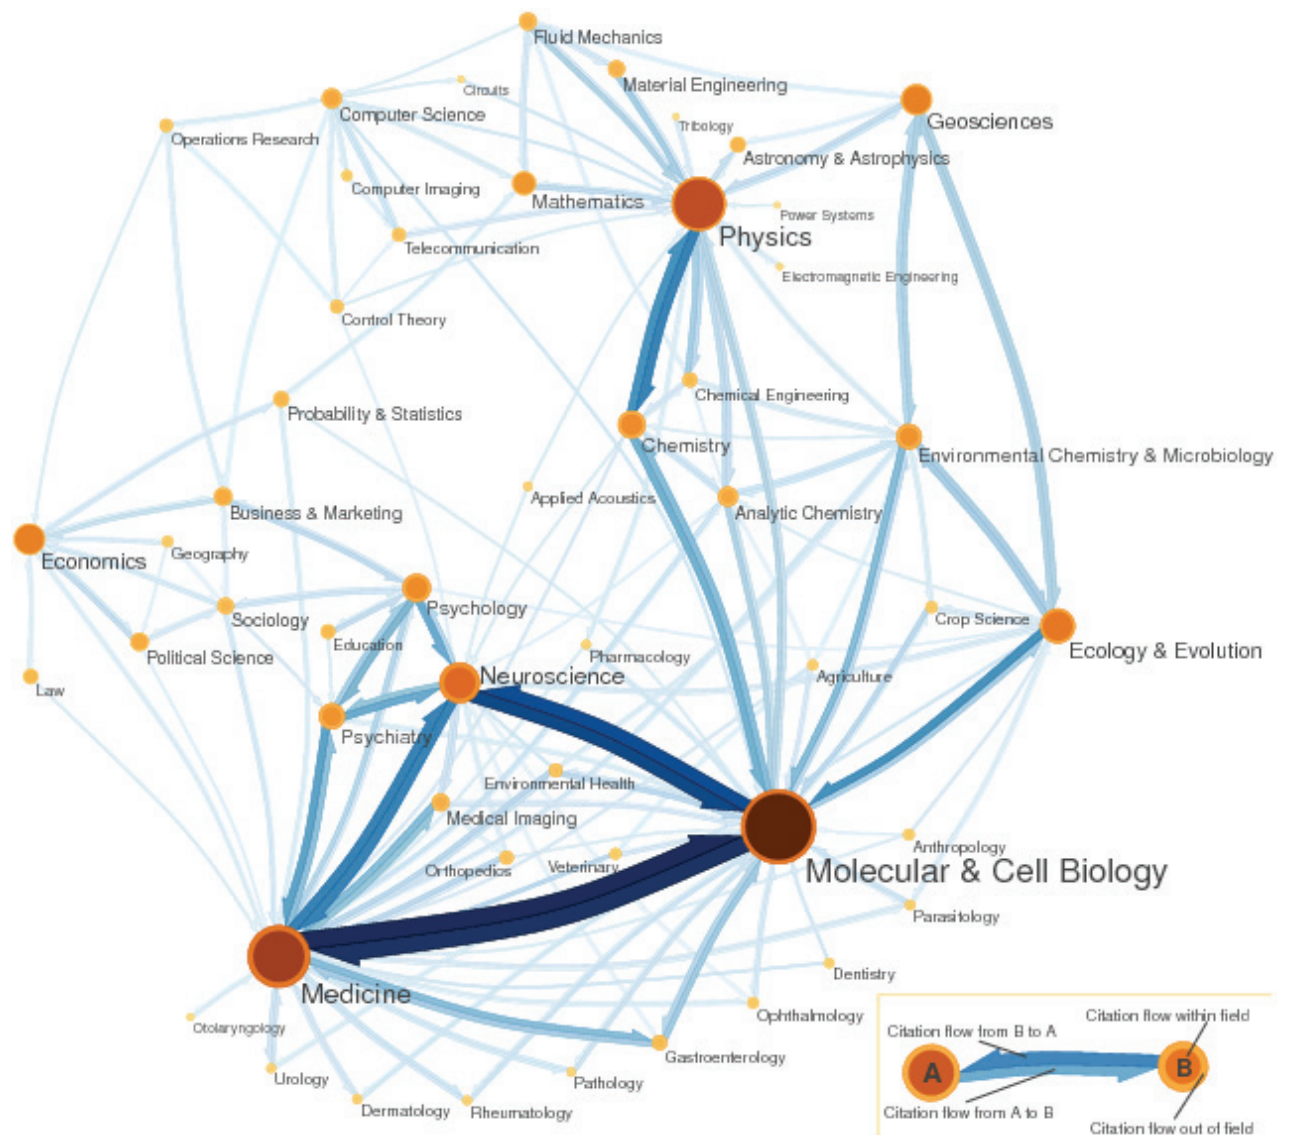 Fluid Mechanics
Material Engineering
Circuits
Computer Science
Geosciences
Tribology
Operations Research
Astronomy & Astrophysics
Computer Imaging
Mathematics
Power Systems
Physics
Telecommunication
Electromagnetic Engineering
Control Theory
Chemical Engineering
Probability & Statistics
Chemistry
Environmental Chemistry & Microbiology
Applied Acoustics
Business & Marketing
Analytic Chemistry
Geography
Economics
Psychology
Sociology
Crop Science
Education
Ecology & Evolution
Political Science
Pharmacology
Neuroscience
Agriculture
Law
Psychiatry
Environmental Health
Medical Imaging
Anthropology
Orthopedics
Veterinary
Molecular & Cell Biology
Parasitology
Dentistry
Medicine
Ophthalmology
Citation flow within field
Otolaryngology
Citation flow from B to A
Gastroenterology
A
B
Urology
Pathology
Dermatology
Rheumatology
Citation flow from A to B
Citation flow out of field